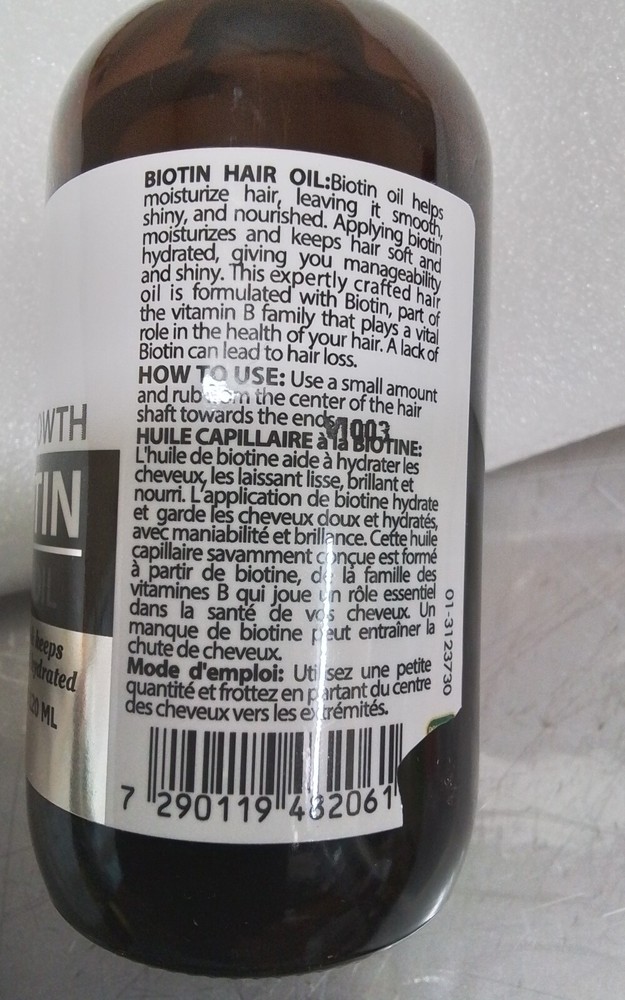 BIOTIN HAIR OIL:Biotin oil helps
moisturize hair, leaving it smooth,
shiny, and nourished. Applying biotin
moisturizes and keeps hair soft and
hydrated, giving you manageability
and shiny. This expertly crafted hair
oil is formulated with Biotin, part of
the vitamin B family that plays a vital
role in the health of your hair. A lack of
Biotin can lead to hair loss.
HOW TO USE: Use a small amount
and rub from the center of the hair
shaft towards the ends
V1003
HUILE CAPILLAIRE à la BIOTINE:
L'huile de biotine aide à hydrater les
cheveux, les laissant lisse, brillant et
nourri. L'application de biotine hydrate
et garde les cheveux doux et hydratés,
avec maniabilité et brillance. Cette huile
capillaire savamment conçue est formé
à partir de biotine, de la famille des
vitamines B qui joue un rôle essentiel
dans la santé de vos cheveux. Un
manque de biotine peut entraîner la
chute de cheveux.
Mode d'emploi: Utilisez une petite
quantité et frottez en partant du centre
des cheveux vers les extrémités.
7 290119 482061
01-3123730
OWTH
TIN
OIL
keeps
hydrated
120 ML